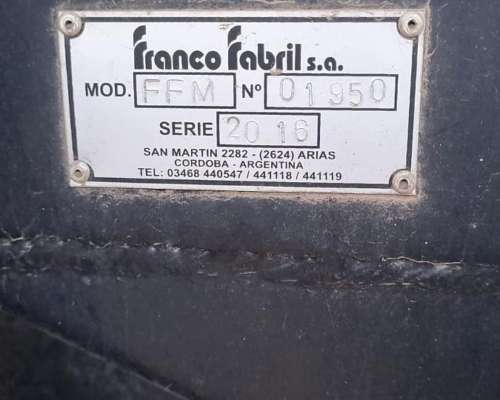 Franco Fabril s.a.
MOD. FFM Nº 01950
SERIE 2016
SAN MARTIN 2282 - (2624) ARIAS
CORDOBA - ARGENTINA
TEL: 03468 440547 / 441118 / 441119